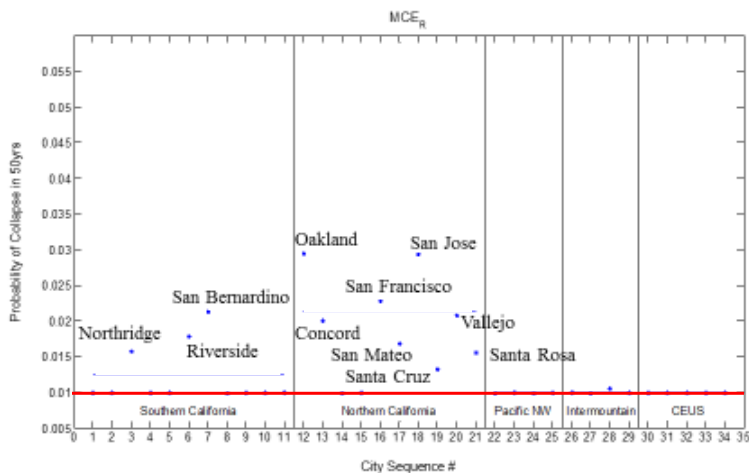 MCE_R
Probability of Collapse in 50yrs
0.055
0.05
0.045
0.04
0.035
0.03
0.025
0.02
0.015
0.01
0.005
Oakland
San Jose
San Bernardino
San Francisco
Northridge
Riverside
Concord
Vallejo
San Mateo
Santa Rosa
Santa Cruz
Southern California
Northern California
Pacific NW
Intermountain
CEUS
0 1 2 3 4 5 6 7 8 9 10 11 12 13 14 15 16 17 18 19 20 21 22 23 24 25 26 27 28 29 30 31 32 33 34 35
City Sequence #